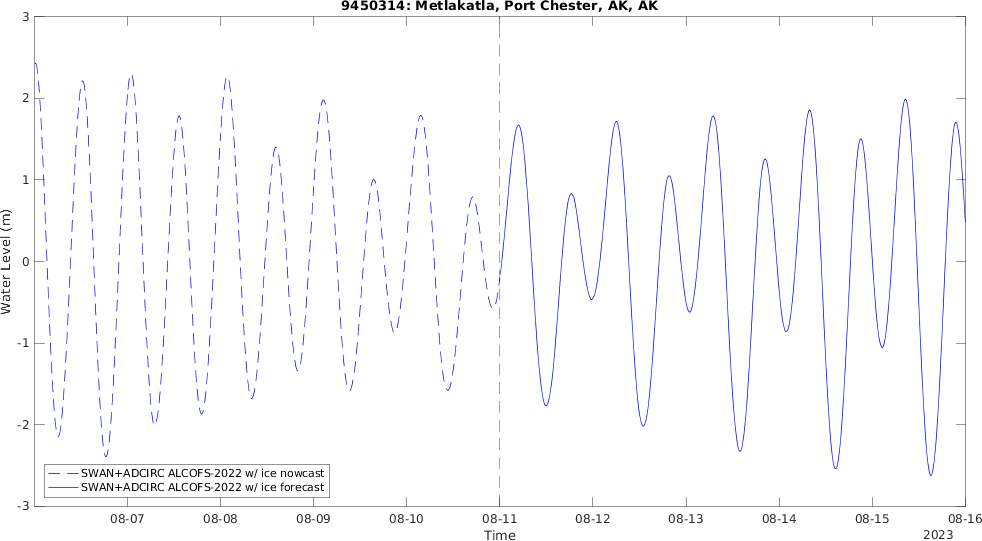 9450314: Metlakatla, Port Chester, AK, AK
3
2
1
0
-1
-2
-3
Water Level (m)
SWAN+ADCIRC ALCOFS-2022 w/ ice nowcast
SWAN+ADCIRC ALCOFS-2022 w/ ice forecast
08-07 08-08 08-09 08-10 08-11 08-12 08-13 08-14 08-15 08-16
Time
2023